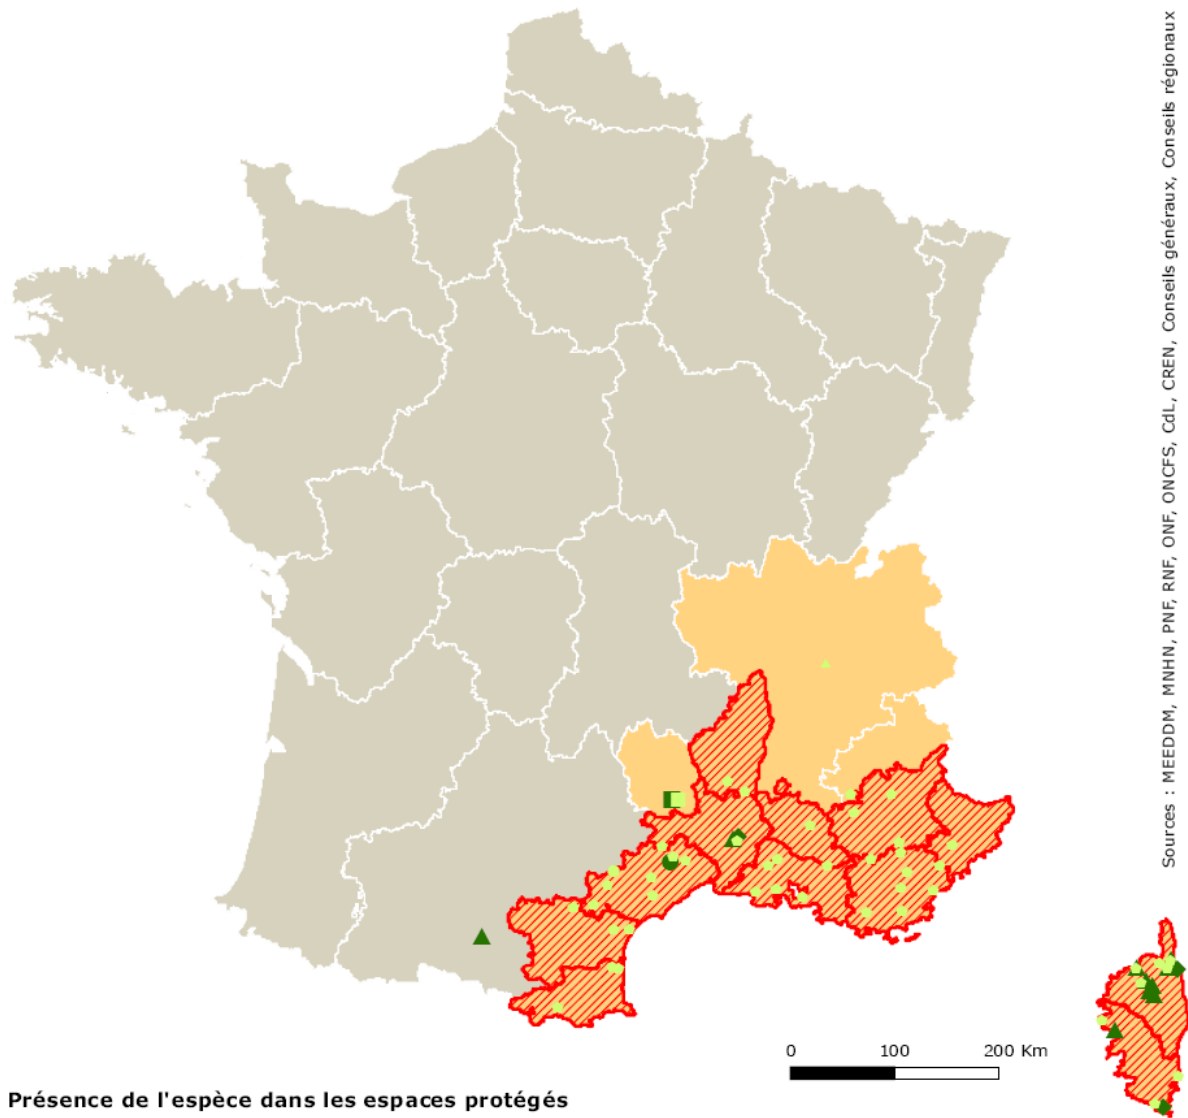 Sources : MEEDDM, MNHN, PNF, RNF, ONF, ONCFS, CdL, CREN, Conseils généraux, Conseils régionaux
0 100 200 Km
Présence de l'espèce dans les espaces protégés